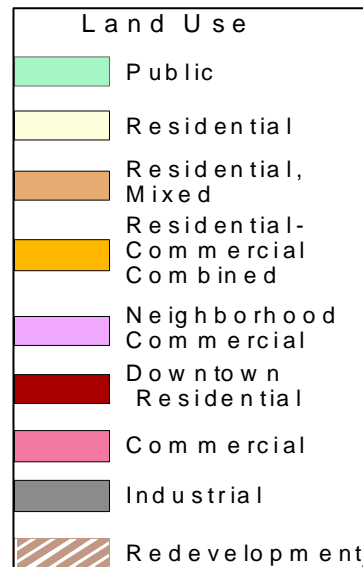 Land Use
Public
Residential
Residential,
Mixed
Residential-
Commercial
Combined
Neighborhood
Commercial
Downtown
Residential
Commercial
Industrial
Redevelopment